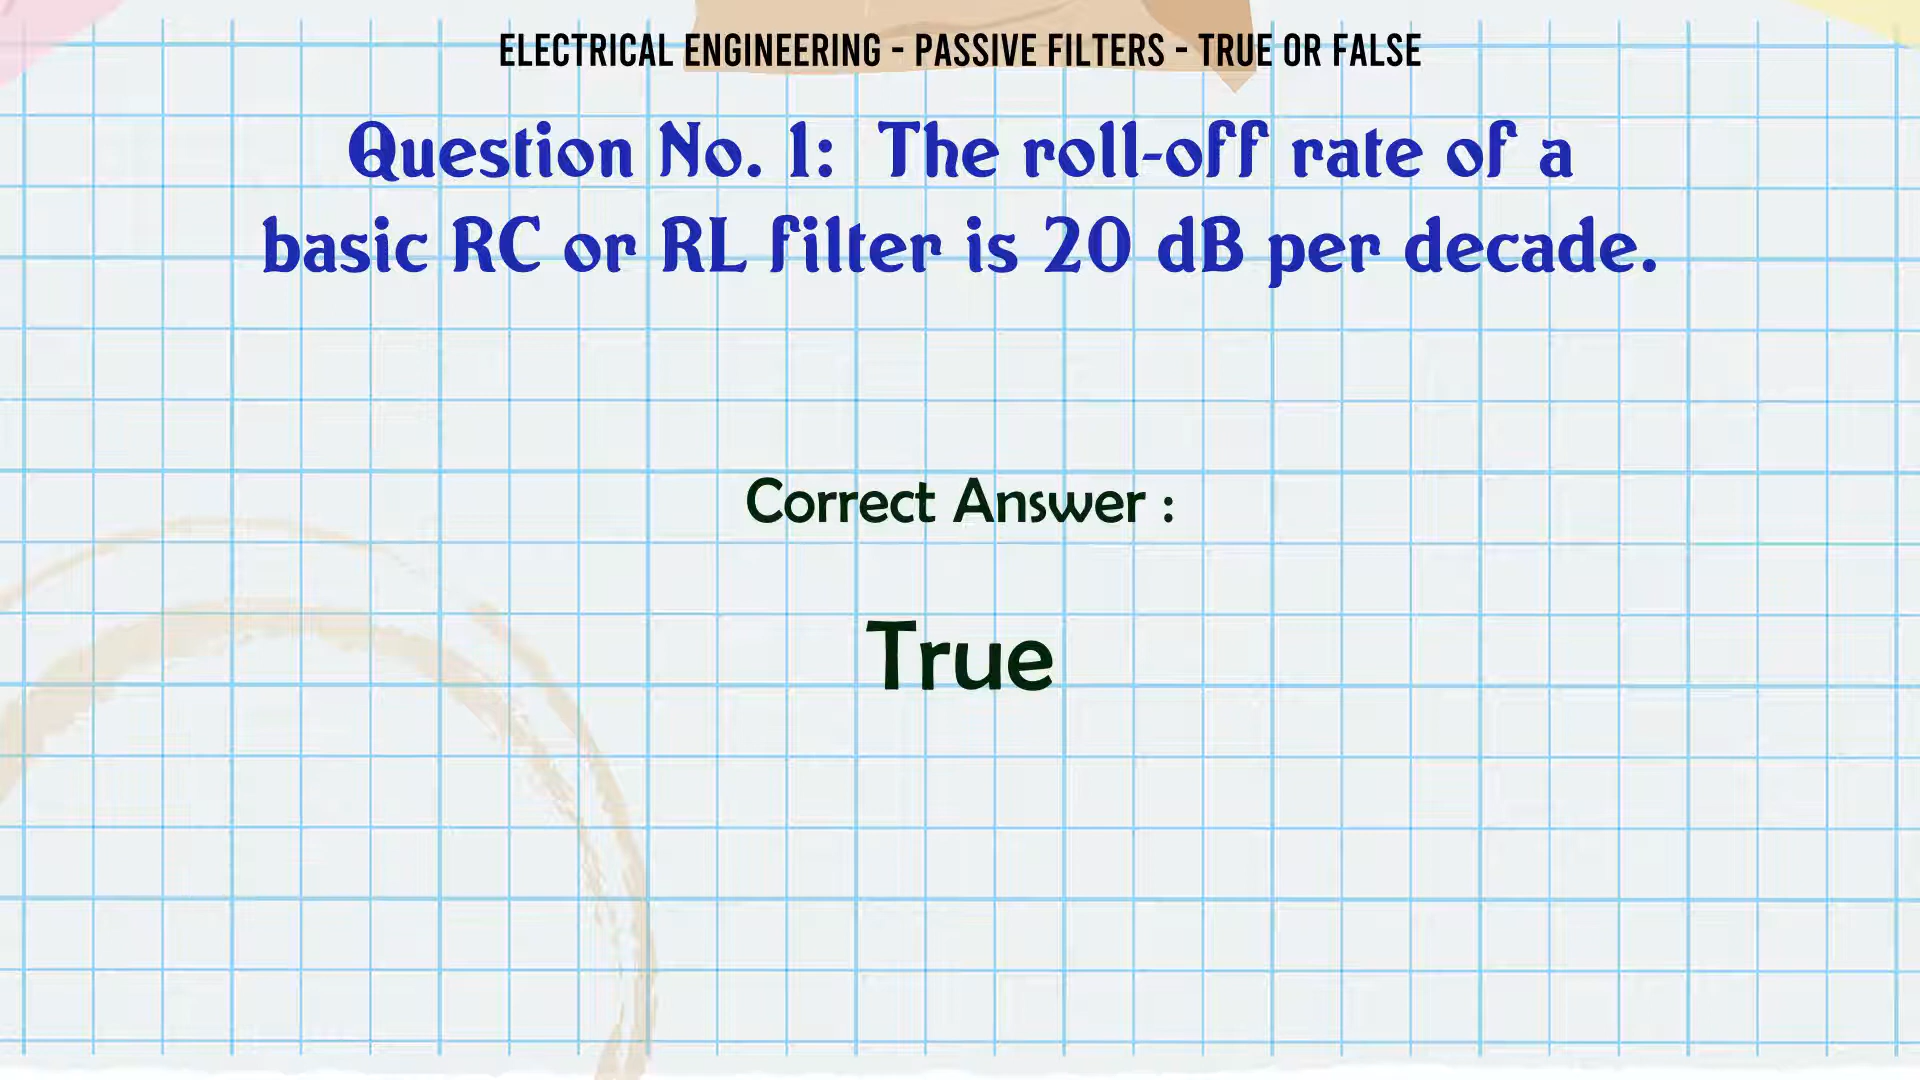 ELECTRICAL ENGINEERING - PASSIVE FILTERS - TRUE OR FALSE
Question No. 1: The roll-off rate of a
basic RC or RL filter is 20 dB per decade.
Correct Answer :
True